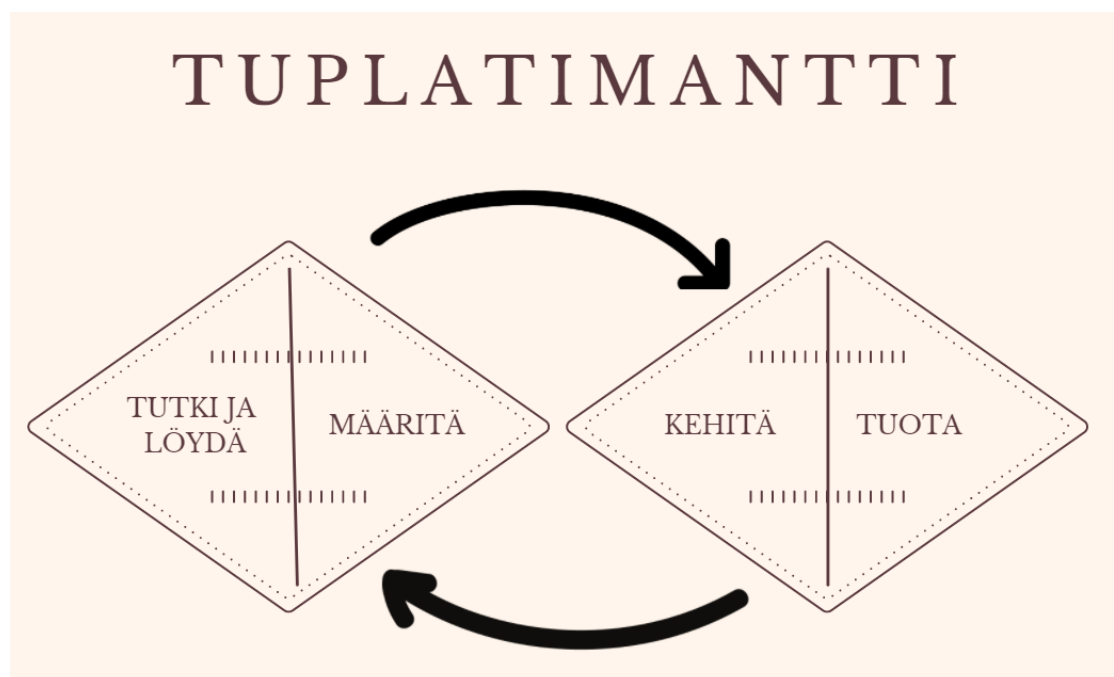 TUPLATIMANTTI
TUTKI JA
LÖYDÄ
MÄÄRITÄ
KEHITÄ
TUOTA